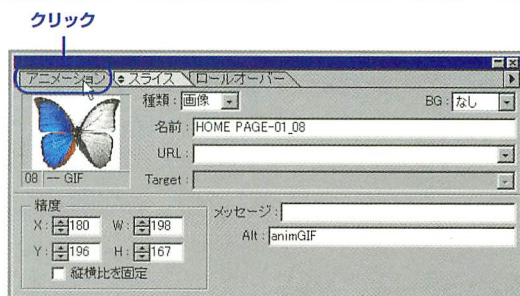 クリック
アニメーション スライス ロールオーバー
種類 : 画像 BG : なし
名前 : HOME PAGE-01_08
URL :
08 -- GIF Target :
精度
X : 180 W : 198 メッセージ :
Y : 196 H : 167 Alt : animGIF
縦横比を固定